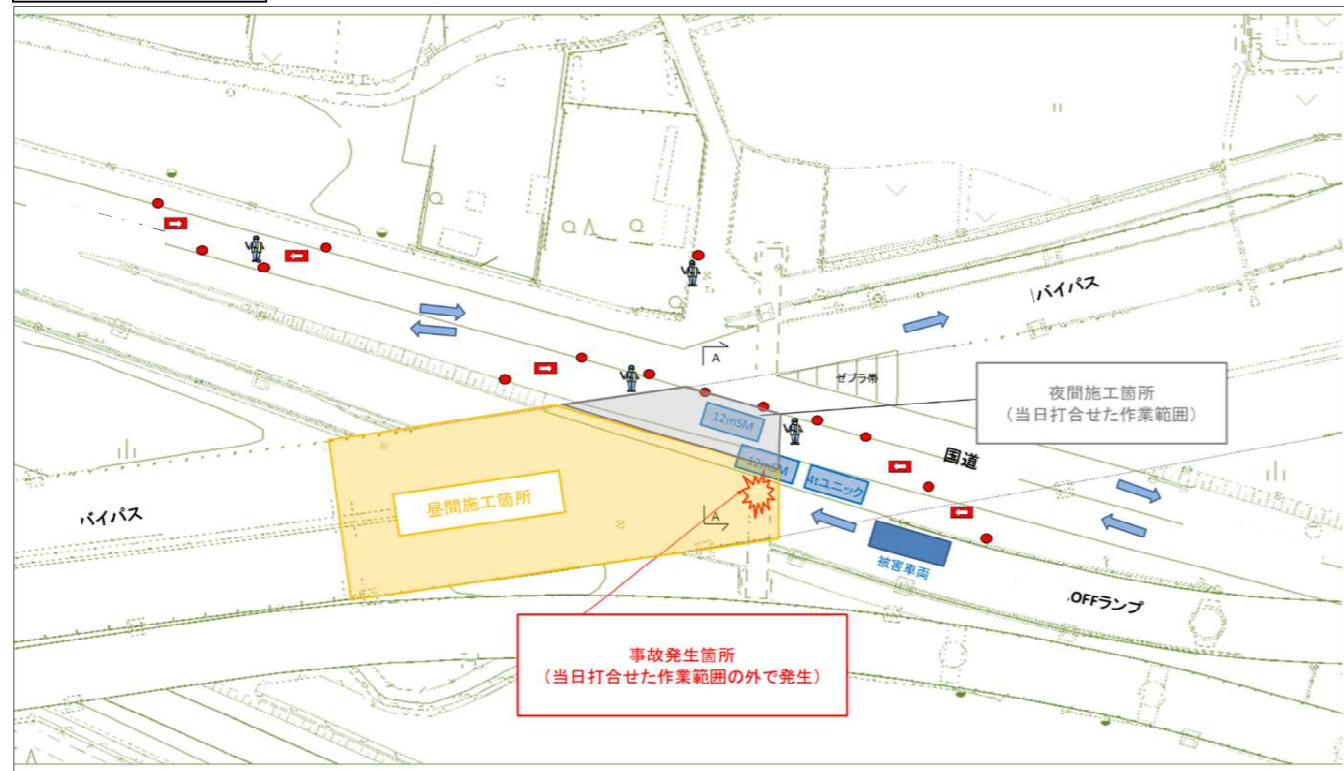 バイパス
A
ゼブラ帯
夜間施工箇所
（当日打合せた作業範囲）
12mSM
国道
12mSM
4tユニック
昼間施工箇所
バイパス
A
被害車両
OFFランプ
事故発生箇所
（当日打合せた作業範囲の外で発生）